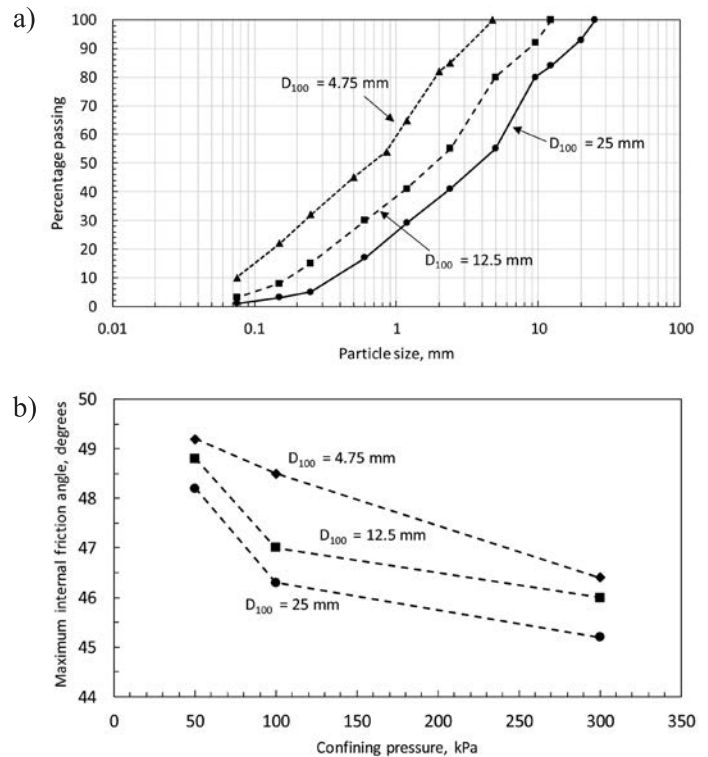 a)
100
90
80
70
60
50
40
30
20
10
0
Percentage passing
D100 = 4.75 mm
D100 = 25 mm
D100 = 12.5 mm
0.01 0.1 1 10 100
Particle size, mm
b)
50
49
48
47
46
45
44
Maximum internal friction angle, degrees
D100 = 4.75 mm
D100 = 12.5 mm
D100 = 25 mm
0 50 100 150 200 250 300 350
Confining pressure, kPa